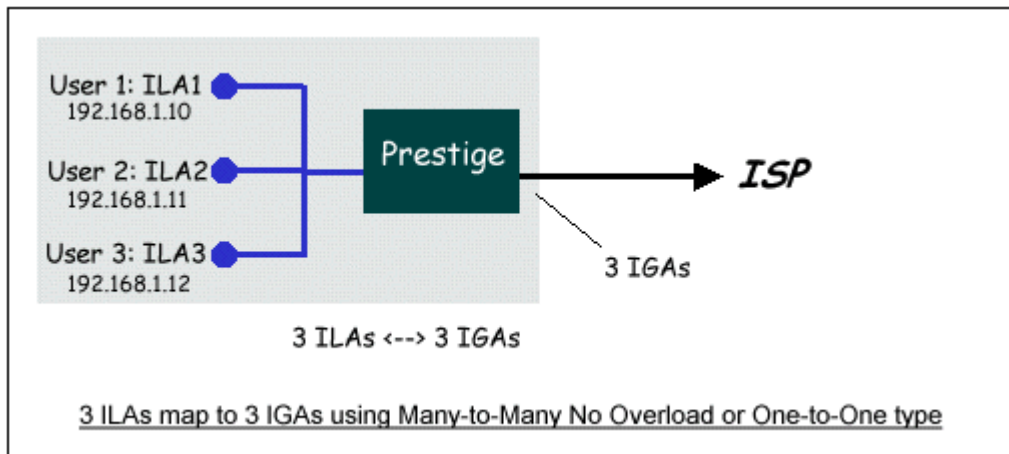 User 1: ILA1
192.168.1.10
User 2: ILA2
192.168.1.11
User 3: ILA3
192.168.1.12
Prestige
ISP
3 IGAs
3 ILAs <--> 3 IGAs
3 ILAs map to 3 IGAs using Many-to-Many No Overload or One-to-One type